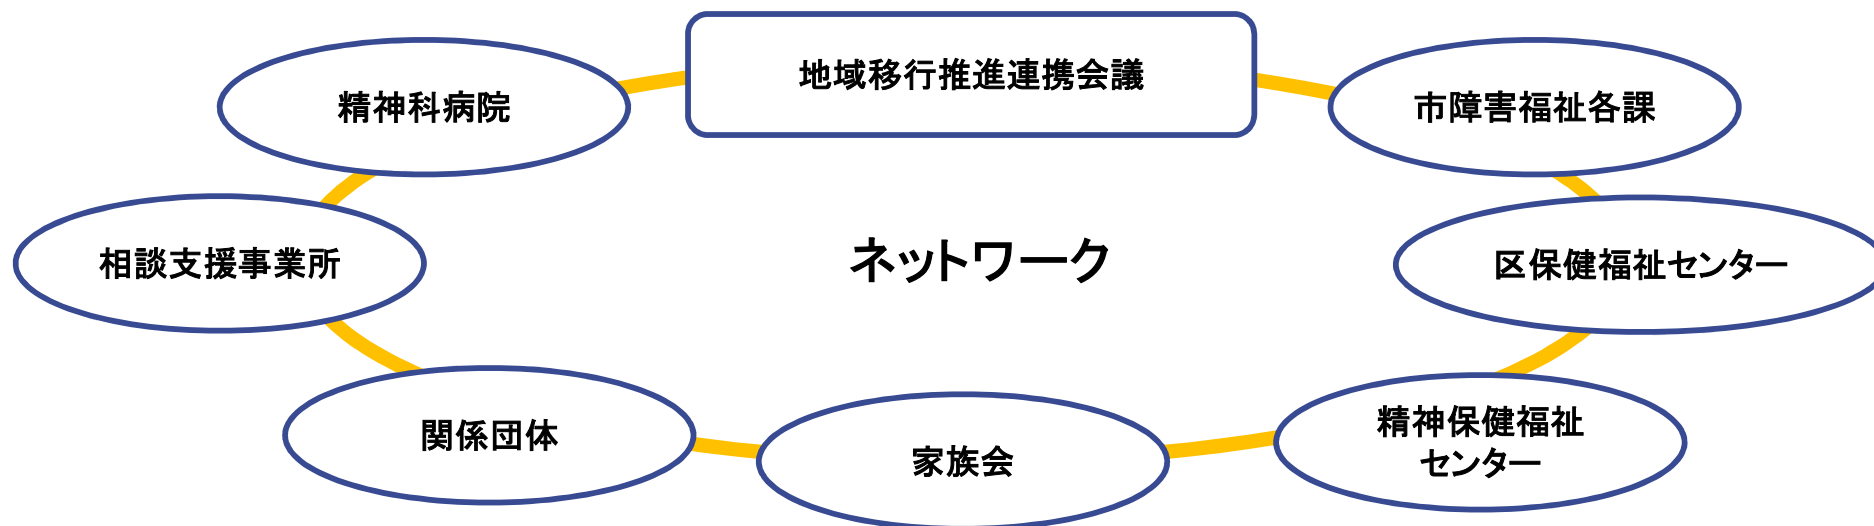 地域移行推進連携会議
精神科病院
市障害福祉各課
相談支援事業所
ネットワーク
区保健福祉センター
関係団体
家族会
精神保健福祉
センター